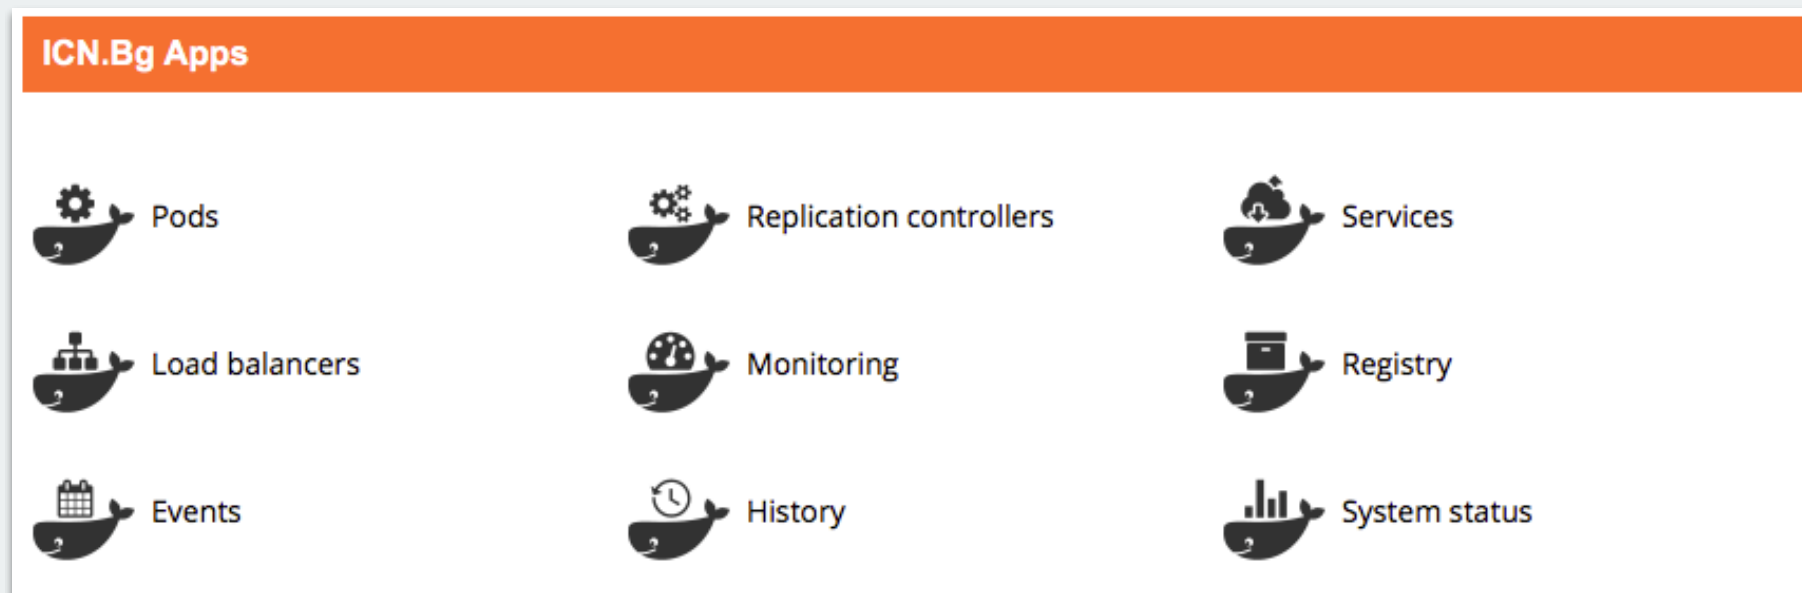 ICN.Bg Apps
Pods
Replication controllers
Services
Load balancers
Monitoring
Registry
Events
History
System status